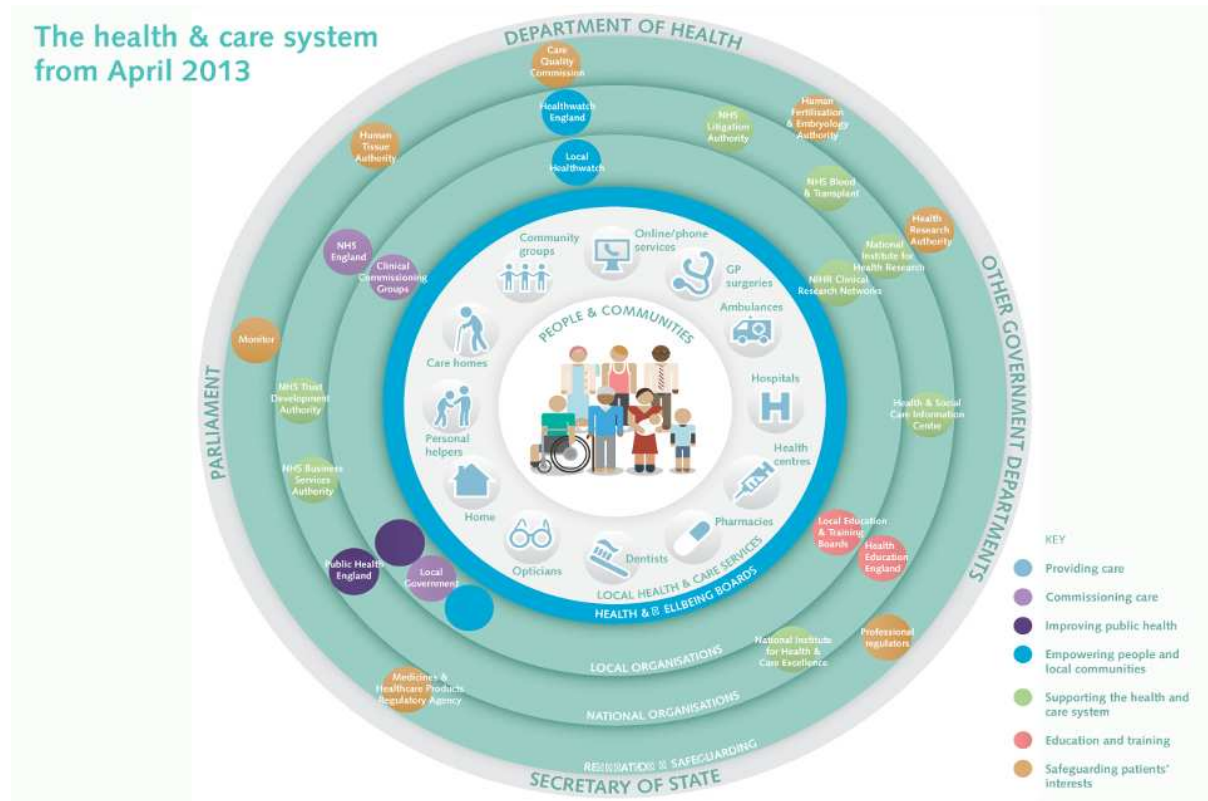 The health & care system
from April 2013
DEPARTMENT OF HEALTH
Care
Quality
Commission
Healthwatch
England
Local
Healthwatch
Human
Tissue
Authority
NHS
Litigation
Authority
Human
Fertilisation
& Embryology
Authority
NHS Blood
& Transplant
Health
Research
Authority
National
Institute for
Health Research
NIHR Clinical
Research Networks
NHS
England
Clinical
Commissioning
Groups
Monitor
NHS Trust
Development
Authority
NHS Business
Services
Authority
PARLIAMENT
OTHER GOVERNMENT DEPARTMENTS
Community
groups
Online/phone
services
GP
surgeries
Ambulances
Hospitals
H
Health
centres
Pharmacies
Dentists
Opticians
Home
Personal
helpers
Care homes
PEOPLE & COMMUNITIES
LOCAL HEALTH & CARE SERVICES
HEALTH & ELLBEING BOARDS
Health & Social
Care Information
Centre
Local Education
& Training
Boards
Health
Education
England
Public Health
England
Local
Government
Professional
regulators
National Institute
for Health &
Care Excellence
Medicines &
Healthcare Products
Regulatory Agency
LOCAL ORGANISATIONS
NATIONAL ORGANISATIONS
SAFEGUARDING
SECRETARY OF STATE
KEY
Providing care
Commissioning care
Improving public health
Empowering people and
local communities
Supporting the health and
care system
Education and training
Safeguarding patients'
interests